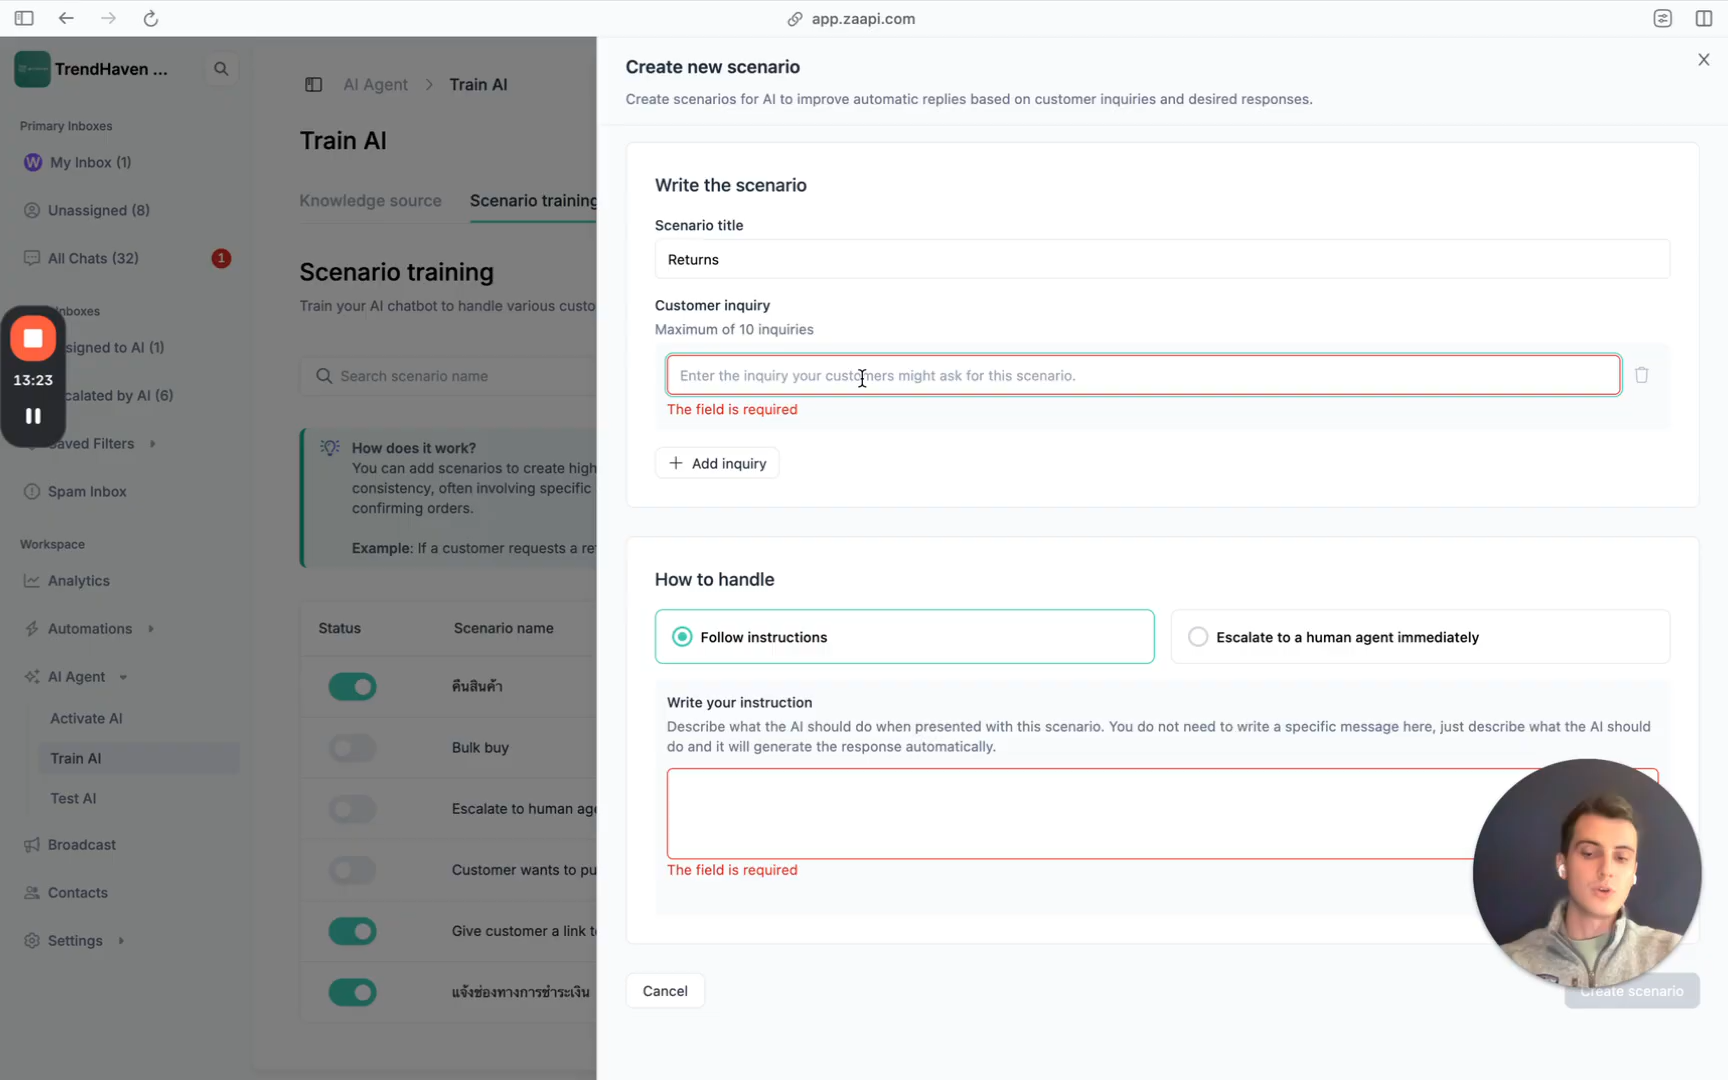 app.zaapi.com
TrendHaven ...
Primary Inboxes
W My Inbox (1)
Unassigned (8)
All Chats (32) 1
Inboxes
signed to AI (1)
calated by AI (6)
Saved Filters
Spam Inbox
Workspace
Analytics
Automations
AI Agent
Activate AI
Train AI
Test AI
Broadcast
Contacts
Settings
13:23
AI Agent > Train AI
Train AI
Knowledge source Scenario training
Scenario training
Train your AI chatbot to handle various custo
Search scenario name
How does it work?
You can add scenarios to create high
consistency, often involving specific
confirming orders.
Example: If a customer requests a re
Status Scenario name
คืนสินค้า
Bulk buy
Escalate to human age
Customer wants to pu
Give customer a link t
แจ้งช่องทางการชำระเงิน
Create new scenario
Create scenarios for AI to improve automatic replies based on customer inquiries and desired responses.
Write the scenario
Scenario title
Returns
Customer inquiry
Maximum of 10 inquiries
Enter the inquiry your customers might ask for this scenario.
The field is required
+ Add inquiry
How to handle
Follow instructions
Escalate to a human agent immediately
Write your instruction
Describe what the AI should do when presented with this scenario. You do not need to write a specific message here, just describe what the AI should
do and it will generate the response automatically.
The field is required
Cancel
Create scenario